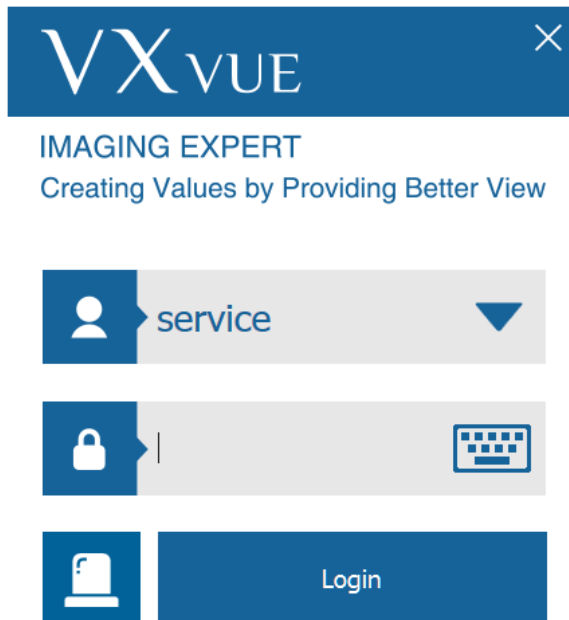 VXVUE
IMAGING EXPERT
Creating Values by Providing Better View
service
Login